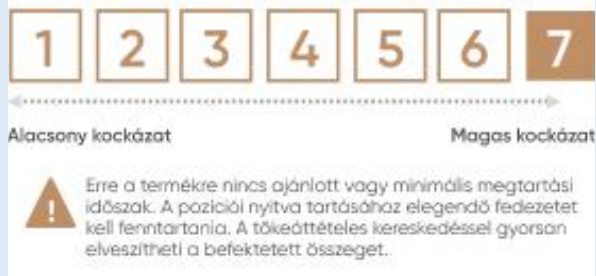 1 2 3 4 5 6 7
Alacsony kockázat Magas kockázat
Erre a termékre nincs ajánlott vagy minimális megtartási
időszak. A poziciói nyitva tartásához elegendő fedezetet
kell fenntartania. A tőkeáttételes kereskedéssel gyorsan
elveszítheti a befektetett összeget.